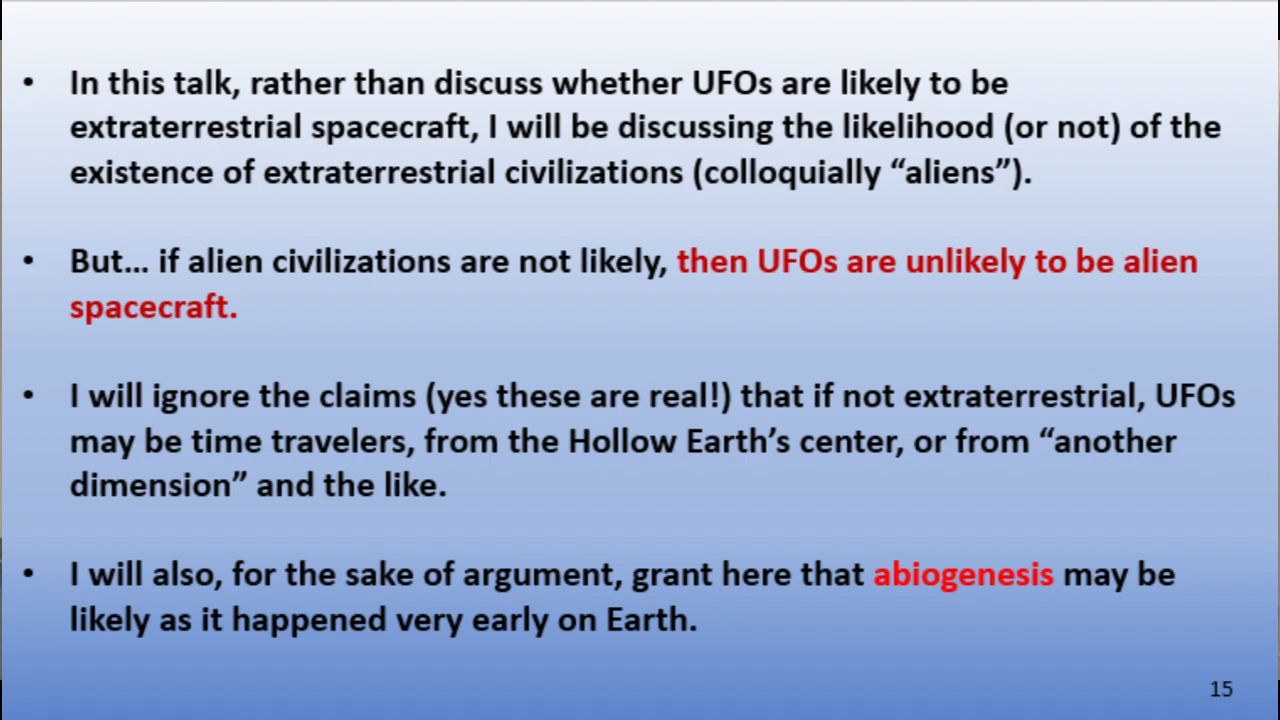 • In this talk, rather than discuss whether UFOs are likely to be
extraterrestrial spacecraft, I will be discussing the likelihood (or not) of the
existence of extraterrestrial civilizations (colloquially “aliens”).
• But... if alien civilizations are not likely, then UFOs are unlikely to be alien
spacecraft.
• I will ignore the claims (yes these are real!) that if not extraterrestrial, UFOs
may be time travelers, from the Hollow Earth’s center, or from “another
dimension” and the like.
• I will also, for the sake of argument, grant here that abiogenesis may be
likely as it happened very early on Earth.
15